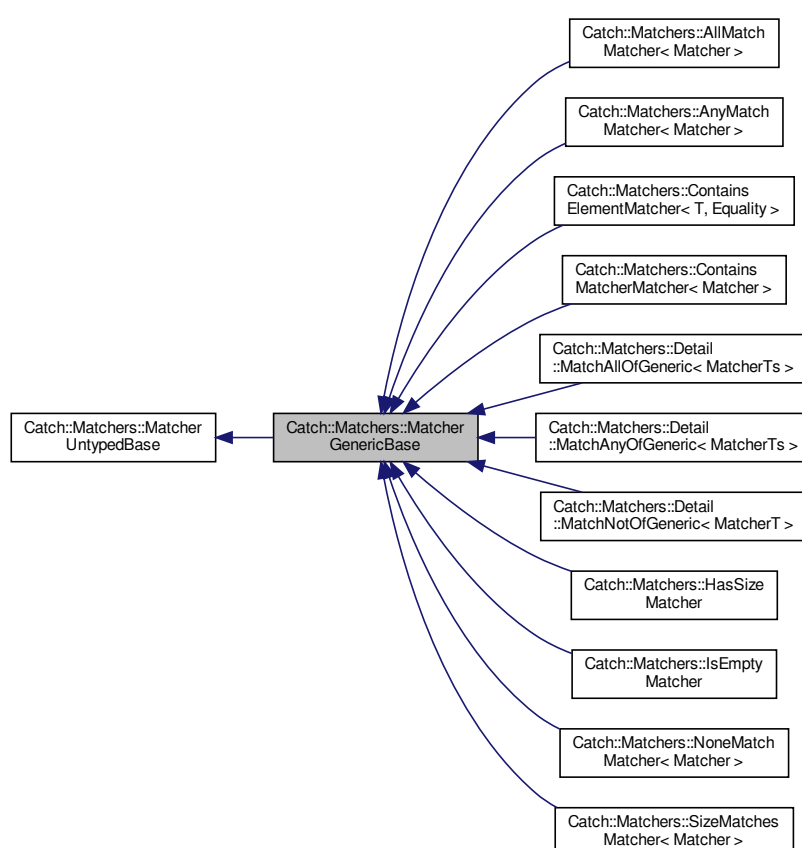 Catch::Matchers::AllMatch
Matcher< Matcher >
Catch::Matchers::AnyMatch
Matcher< Matcher >
Catch::Matchers::Contains
ElementMatcher< T, Equality >
Catch::Matchers::Contains
MatcherMatcher< Matcher >
Catch::Matchers::Detail
::MatchAllOfGeneric< MatcherTs >
Catch::Matchers::Matcher
UntypedBase
Catch::Matchers::Matcher
GenericBase
Catch::Matchers::Detail
::MatchAnyOfGeneric< MatcherTs >
Catch::Matchers::Detail
::MatchNotOfGeneric< MatcherT >
Catch::Matchers::HasSize
Matcher
Catch::Matchers::IsEmpty
Matcher
Catch::Matchers::NoneMatch
Matcher< Matcher >
Catch::Matchers::SizeMatches
Matcher< Matcher >